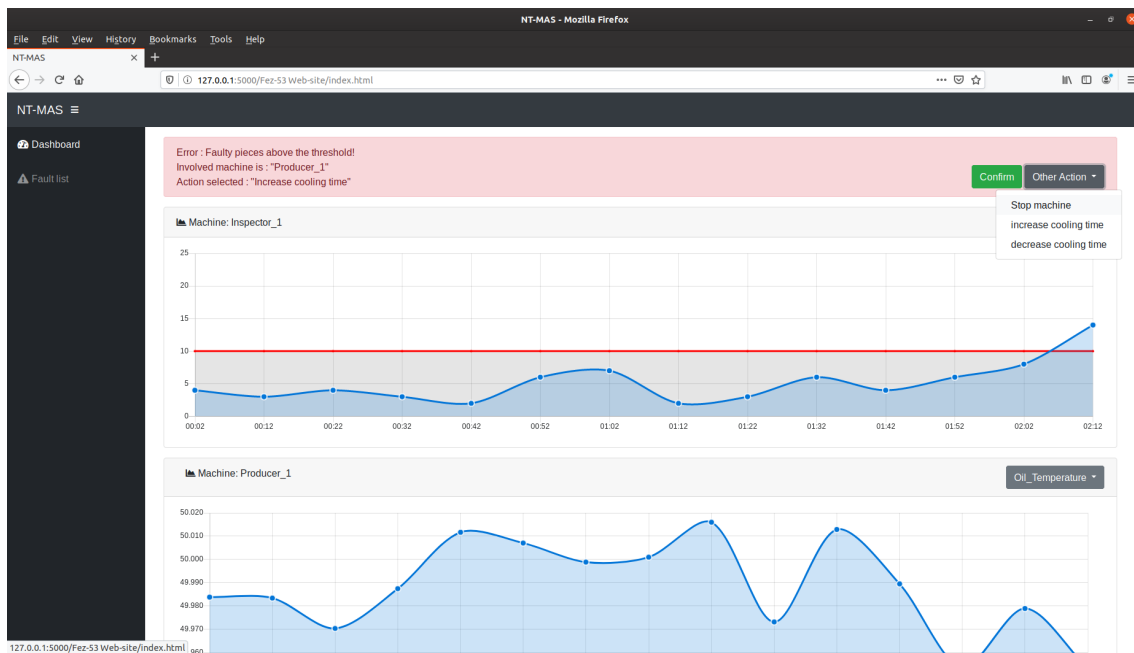 NT-MAS - Mozilla Firefox
File Edit View History Bookmarks Tools Help
NT-MAS
127.0.0.1:5000/Fez-53 Web-site/index.html
NT-MAS
Dashboard
Fault list
Error : Faulty pieces above the threshold!
Involved machine is : "Producer_1"
Action selected : "Increase cooling time"
Confirm Other Action
Stop machine
increase cooling time
decrease cooling time
Machine: Inspector_1
25
20
15
10
5
0
00:02 00:12 00:22 00:32 00:42 00:52 01:02 01:12 01:22 01:32 01:42 01:52 02:02 02:12
Machine: Producer_1
Oil_Temperature
50.020
50.010
50.000
49.990
49.980
49.970
960
127.0.0.1:5000/Fez-53 Web-site/index.html